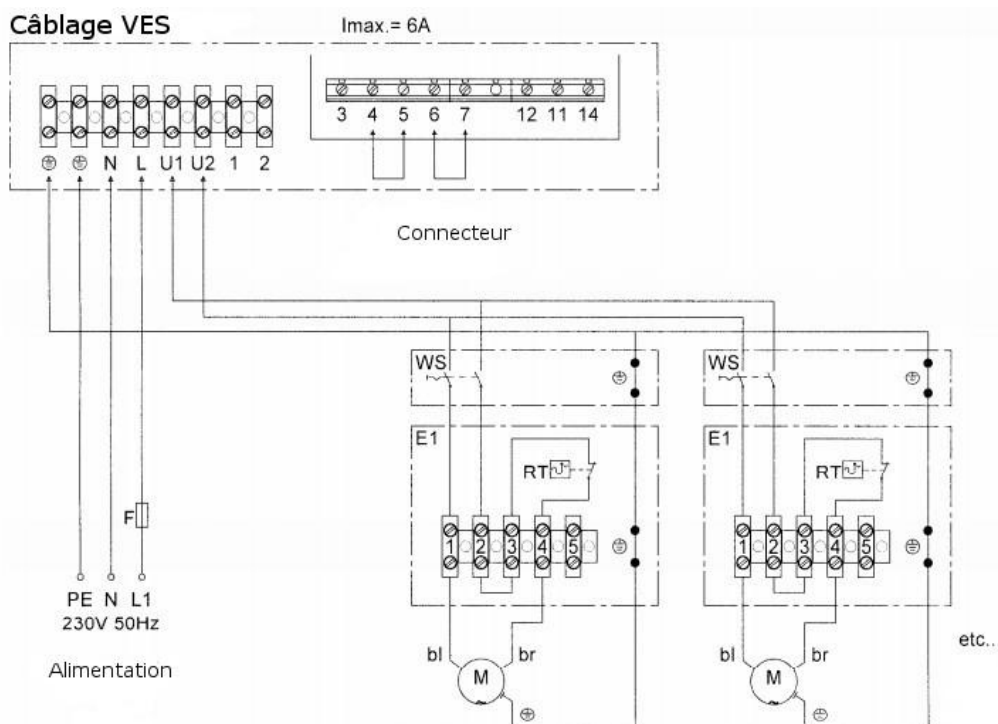 Câblage VES
Imax.= 6A
3 4 5 6 7 12 11 14
N L U1 U2 1 2
Connecteur
WS WS
E1 E1
RT RT
F
1 2 3 4 5 1 2 3 4 5
PE N L1
230V 50Hz
bl br bl br
etc...
Alimentation
M M